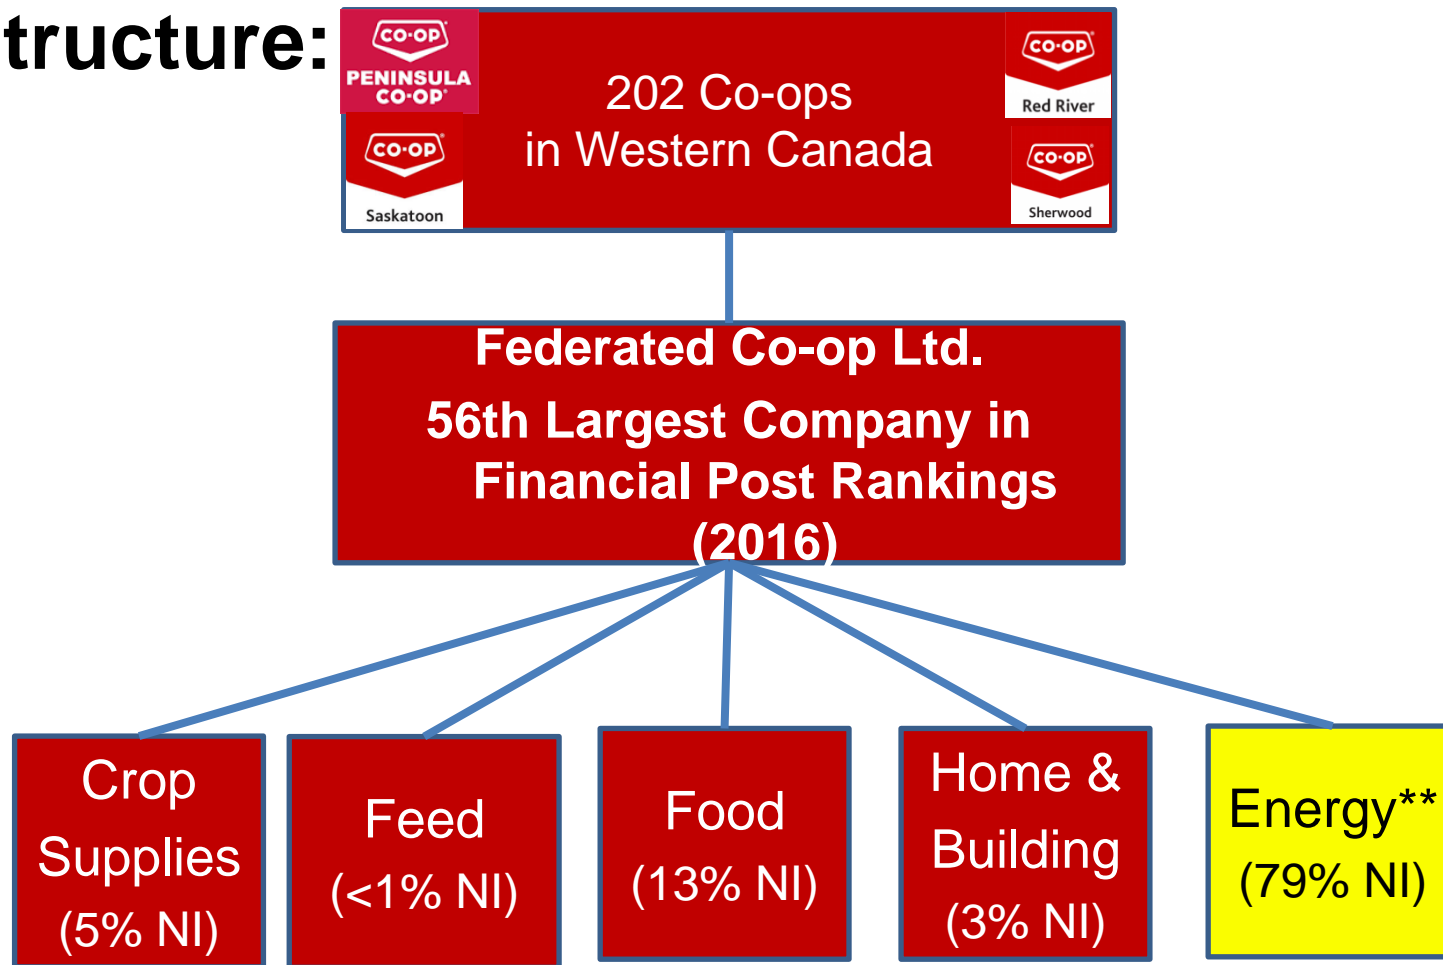 tructure:
CO-OP
PENINSULA
CO-OP
CO-OP
Saskatoon
202 Co-ops
in Western Canada
CO-OP
Red River
CO-OP
Sherwood
Federated Co-op Ltd.
56th Largest Company in
Financial Post Rankings
(2016)
Crop
Supplies
(5% NI)
Feed
(<1% NI)
Food
(13% NI)
Home &
Building
(3% NI)
Energy**
(79% NI)